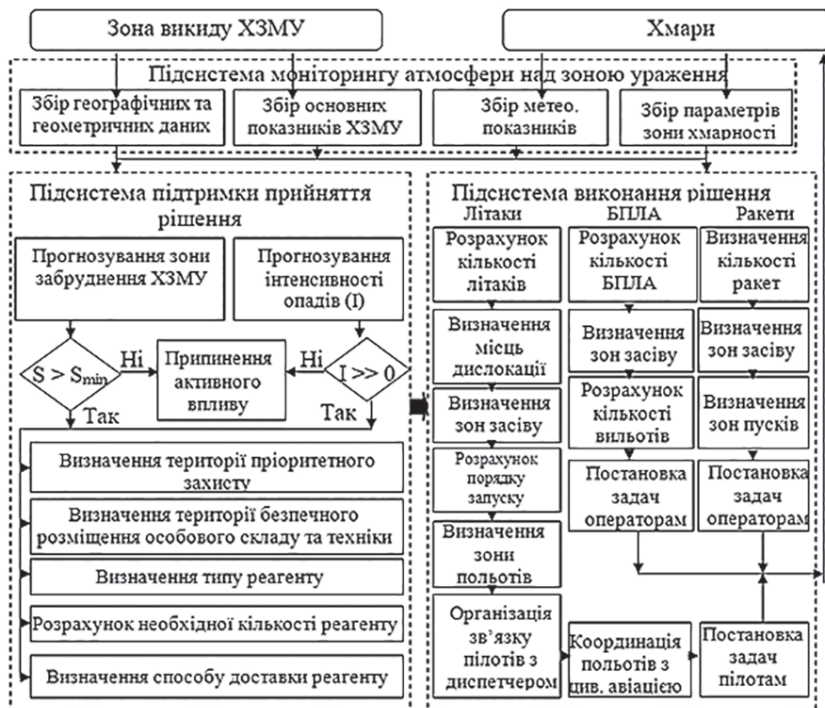 Зона викиду ХЗМУ
Хмари
Підсистема моніторингу атмосфери над зоною ураження
Збір географічних та
геометричних даних
Збір основних
показників ХЗМУ
Збір метео.
показників
Збір параметрів
зони хмарності
Підсистема підтримки прийняття
рішення
Прогнозування зони
забруднення ХЗМУ
Прогнозування
інтенсивності
опадів (I)
S > Smin
Ні
Припинення
активного
впливу
Ні
I >> 0
Так
Так
Визначення території пріоритетного
захисту
Визначення території безпечного
розміщення особового складу та техніки
Визначення типу реагенту
Розрахунок необхідної кількості реагенту
Визначення способу доставки реагенту
Підсистема виконання рішення
Літаки
Розрахунок
кількості
літаків
Визначення
місць
дислокації
Визначення
зон засіву
Розрахунок
порядку
запуску
Визначення
зони
польотів
Організація
зв’язку
пілотів з
диспетчером
БПЛА
Розрахунок
кількості
БПЛА
Визначення
зон засіву
Розрахунок
кількості
вильотів
Постановка
задач
операторам
Координація
польотів з
цив. авіацією
Ракети
Визначення
кількості
ракет
Визначення
зон засіву
Визначення
зон пусків
Постановка
задач
операторам
Постановка
задач
пілотам